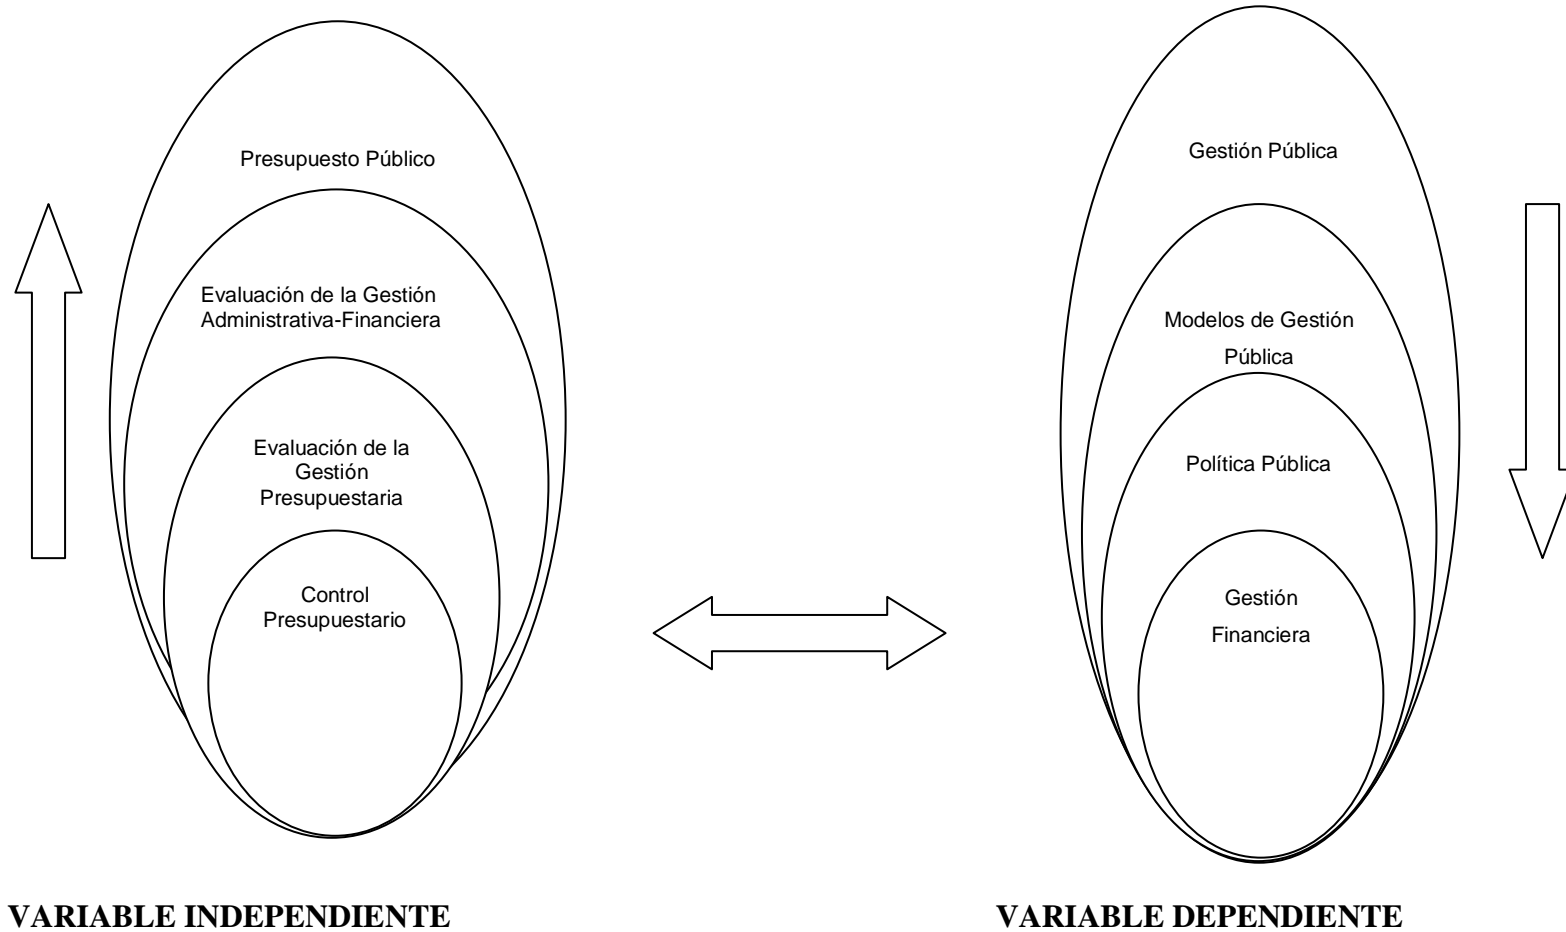 Presupuesto Público
Evaluación de la Gestión
Administrativa-Financiera
Evaluación de la
Gestión
Presupuestaria
Control
Presupuestario
Gestión Pública
Modelos de Gestión
Pública
Política Pública
Gestión
Financiera
VARIABLE INDEPENDIENTE
VARIABLE DEPENDIENTE